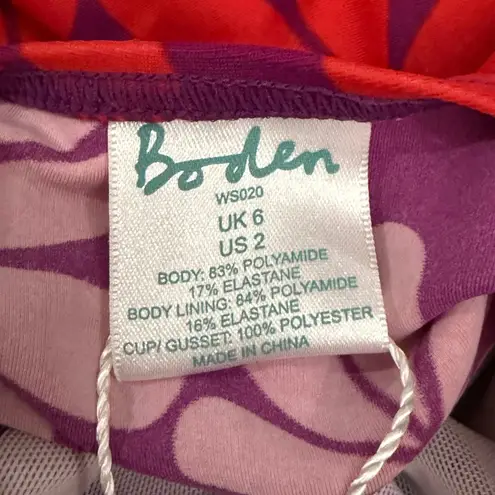 Boden
WS020
UK 6
US 2
BODY: 83% POLYAMIDE
17% ELASTANE
BODY LINING: 84% POLYAMIDE
16% ELASTANE
CUP/ GUSSET: 100% POLYESTER
MADE IN CHINA